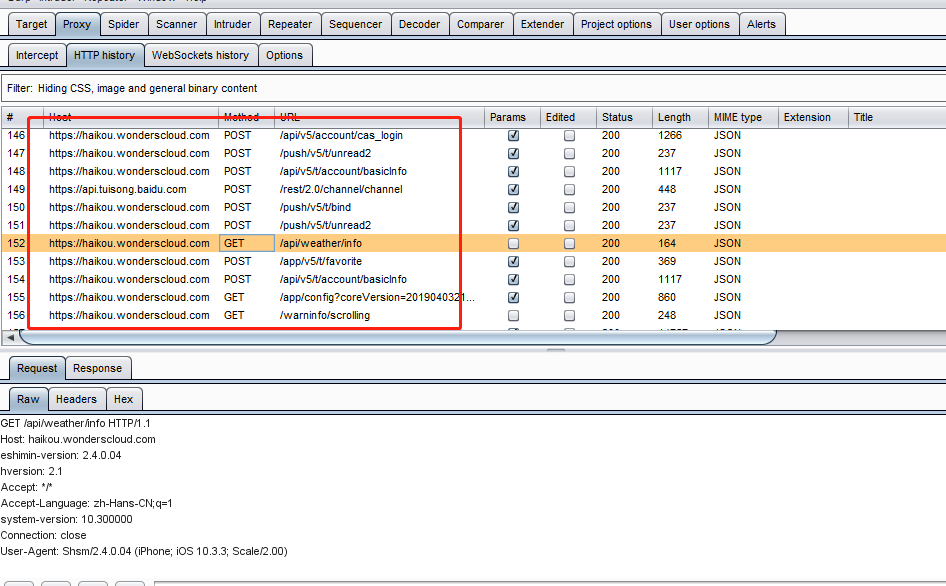 Target Proxy Spider Scanner Intruder Repeater Sequencer Decoder Comparer Extender Project options User options Alerts
Intercept HTTP history WebSockets history Options
Filter: Hiding CSS, image and general binary content
# Host Method URL Params Edited Status Length MIME type Extension Title
146 https://haikou.wonderscloud.com POST /api/v5/account/cas_login 200 1266 JSON
147 https://haikou.wonderscloud.com POST /push/v5/t/unread2 200 237 JSON
148 https://haikou.wonderscloud.com POST /api/v5/t/account/basicInfo 200 1117 JSON
149 https://api.tuisong.baidu.com POST /rest/2.0/channel/channel 200 448 JSON
150 https://haikou.wonderscloud.com POST /push/v5/t/bind 200 237 JSON
151 https://haikou.wonderscloud.com POST /push/v5/t/unread2 200 237 JSON
152 https://haikou.wonderscloud.com GET /api/weather/info 200 164 JSON
153 https://haikou.wonderscloud.com POST /app/v5/t/favorite 200 369 JSON
154 https://haikou.wonderscloud.com POST /api/v5/t/account/basicInfo 200 1117 JSON
155 https://haikou.wonderscloud.com GET /app/config?coreVersion=2019040321... 200 860 JSON
156 https://haikou.wonderscloud.com GET /warninfo/scrolling 200 248 JSON
Request Response
Raw Headers Hex
GET /api/weather/info HTTP/1.1
Host: haikou.wonderscloud.com
eshimin-version: 2.4.0.04
hversion: 2.1
Accept: */*
Accept-Language: zh-Hans-CN;q=1
system-version: 10.300000
Connection: close
User-Agent: Shsm/2.4.0.04 (iPhone; iOS 10.3.3; Scale/2.00)